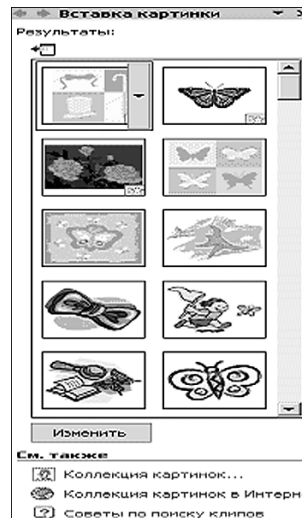 Вставка картинки
Результаты:
Изменить
См. также
Коллекция картинок...
Коллекция картинок в Интерн
Советы по поиску клипов